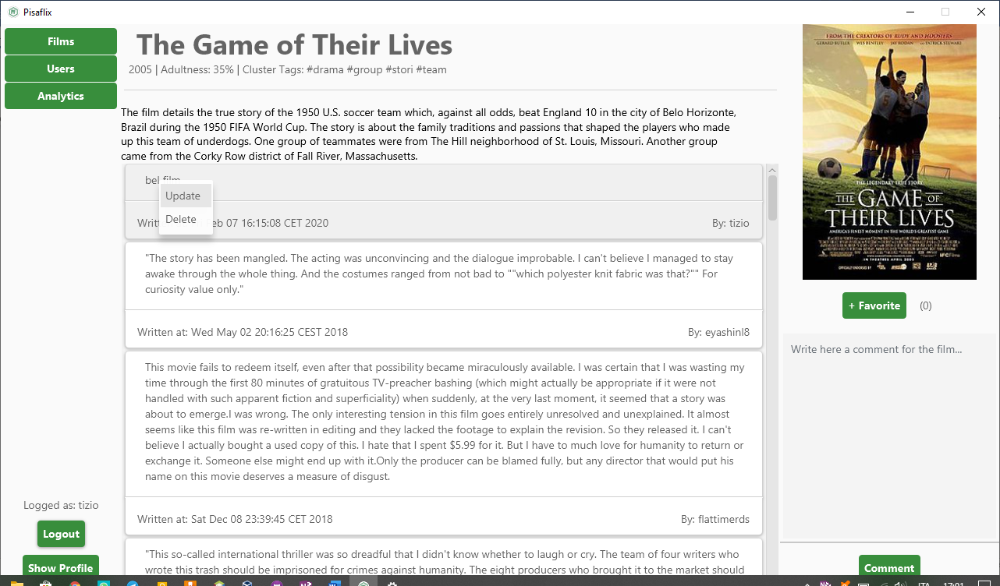 Pisaflix
Films
Users
Analytics
The Game of Their Lives
2005 | Adultness: 35% | Cluster Tags: #drama #group #stori #team
The film details the true story of the 1950 U.S. soccer team which, against all odds, beat England 10 in the city of Belo Horizonte,
Brazil during the 1950 FIFA World Cup. The story is about the family traditions and passions that shaped the players who made
up this team of underdogs. One group of teammates were from The Hill neighborhood of St. Louis, Missouri. Another group
came from the Corky Row district of Fall River, Massachusetts.
bel film
Update
Delete
Writ eb 07 16:15:08 CET 2020
By: tizio
"The story has been mangled. The acting was unconvincing and the dialogue improbable. I can't believe I managed to stay
awake through the whole thing. And the costumes ranged from not bad to ""which polyester knit fabric was that?"" For
curiosity value only."
Written at: Wed May 02 20:16:25 CEST 2018
By: eyashinl8
This movie fails to redeem itself, even after that possibility became miraculously available. I was certain that I was wasting my
time through the first 80 minutes of gratuitous TV-preacher bashing (which might actually be appropriate if it were not
handled with such apparent fiction and superficiality) when suddenly, at the very last moment, it seemed that a story was
about to emerge.I was wrong. The only interesting tension in this film goes entirely unresolved and unexplained. It almost
seems like this film was re-written in editing and they lacked the footage to explain the revision. So they released it. I can't
believe I actually bought a used copy of this. I hate that I spent $5.99 for it. But I have to much love for humanity to return or
exchange it. Someone else might end up with it.Only the producer can be blamed fully, but any director that would put his
name on this movie deserves a measure of disgust.
Written at: Sat Dec 08 23:39:45 CET 2018
By: flattimerds
"This so-called international thriller was so dreadful that I didn't know whether to laugh or cry. The team of four writers who
wrote this trash should be imprisoned for crimes against humanity. The eight producers who brought it to the market should
Logged as: tizio
Logout
Show Profile
FROM THE CREATORS OF RUDY AND HOOSIERS
GERARD BUTLER WES BENTLEY JAY RODAN AND PATRICK STEWART
THE LEGENDARY TRUE STORY
THE GAME OF
THEIR LIVES
AMERICA'S FINEST MOMENT IN THE WORLD'S GREATEST GAME
IN THEATRES APRIL 2005
IFC Films
+ Favorite
(0)
Write here a comment for the film...
Comment
ITA
17:01